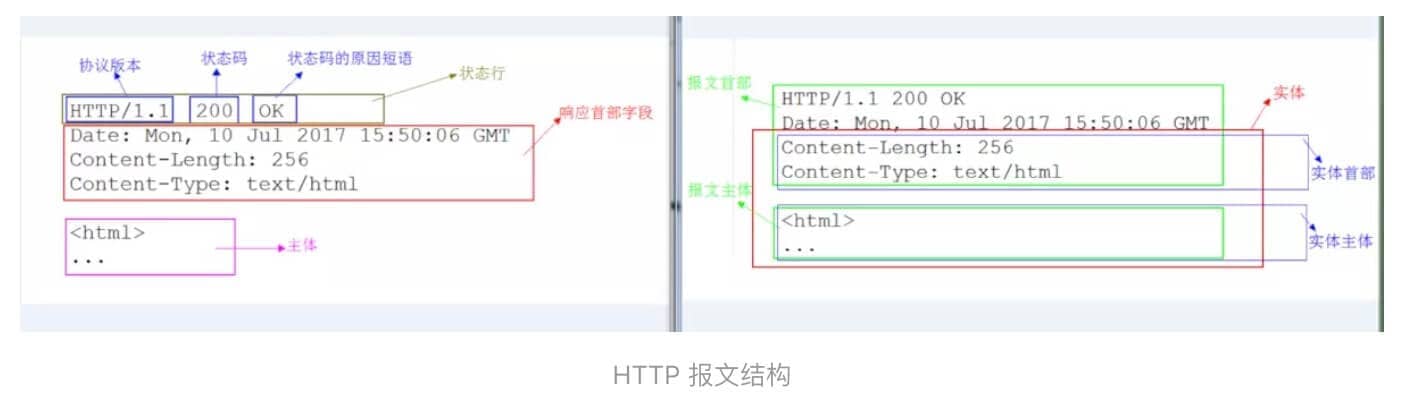 协议版本
状态码
状态码的原因短语
状态行
HTTP/1.1 200 OK
响应首部字段
Date: Mon, 10 Jul 2017 15:50:06 GMT
Content-Length: 256
Content-Type: text/html
<html>
主体
...
报文首部
HTTP/1.1 200 OK
实体
Date: Mon, 10 Jul 2017 15:50:06 GMT
Content-Length: 256
Content-Type: text/html
实体首部
报文主体
<html>
...
实体主体
HTTP 报文结构